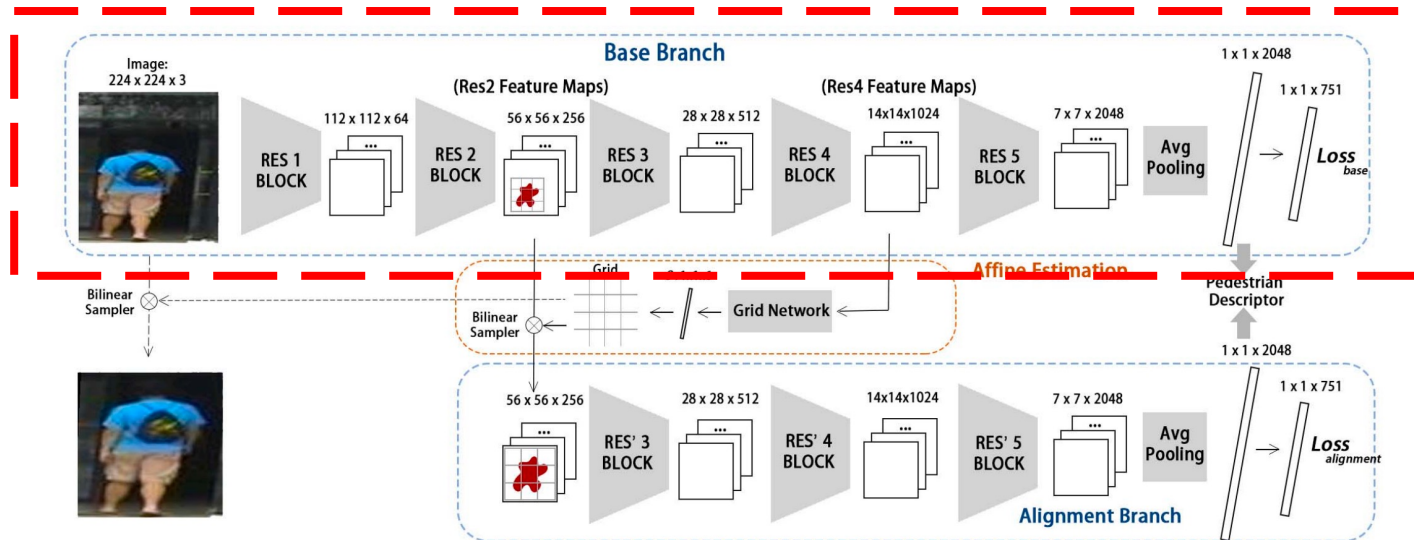 Base Branch
Image:
224 x 224 x 3
(Res2 Feature Maps)
(Res4 Feature Maps)
1 x 1 x 2048
1 x 1 x 751
112 x 112 x 64
56 x 56 x 256
28 x 28 x 512
14x14x1024
7 x 7 x 2048
RES 1
BLOCK
...
RES 2
BLOCK
...
RES 3
BLOCK
...
RES 4
BLOCK
...
RES 5
BLOCK
...
Avg
Pooling
Loss
base
Affine Estimation
Grid
Bilinear
Sampler
Bilinear
Sampler
Grid Network
Pedestrian
Descriptor
1 x 1 x 2048
1 x 1 x 751
56 x 56 x 256
28 x 28 x 512
14x14x1024
7 x 7 x 2048
...
RES' 3
BLOCK
...
RES' 4
BLOCK
...
RES' 5
BLOCK
...
Avg
Pooling
Loss
alignment
Alignment Branch